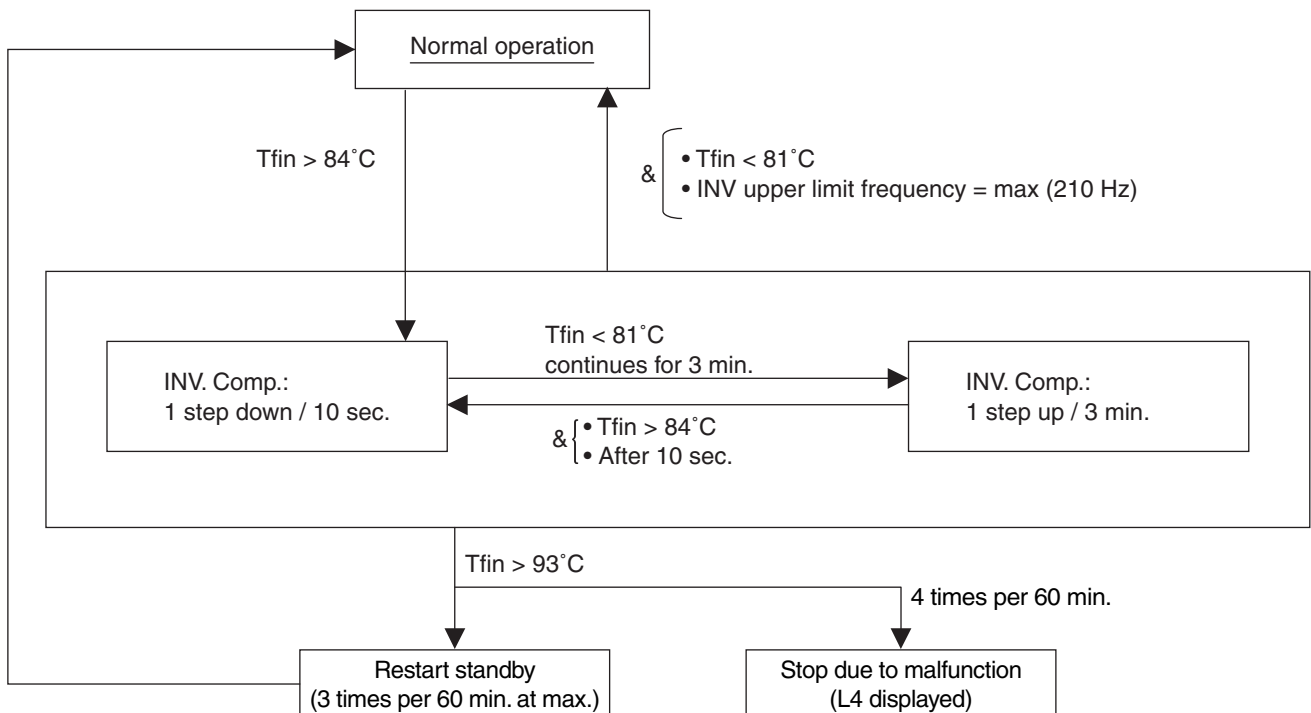 Normal operation
Tfin > 84˚C
&
• Tfin < 81˚C
• INV upper limit frequency = max (210 Hz)
Tfin < 81˚C
continues for 3 min.
INV. Comp.:
1 step down / 10 sec.
INV. Comp.:
1 step up / 3 min.
&
• Tfin > 84˚C
• After 10 sec.
Tfin > 93˚C
4 times per 60 min.
Restart standby
(3 times per 60 min. at max.)
Stop due to malfunction
(L4 displayed)